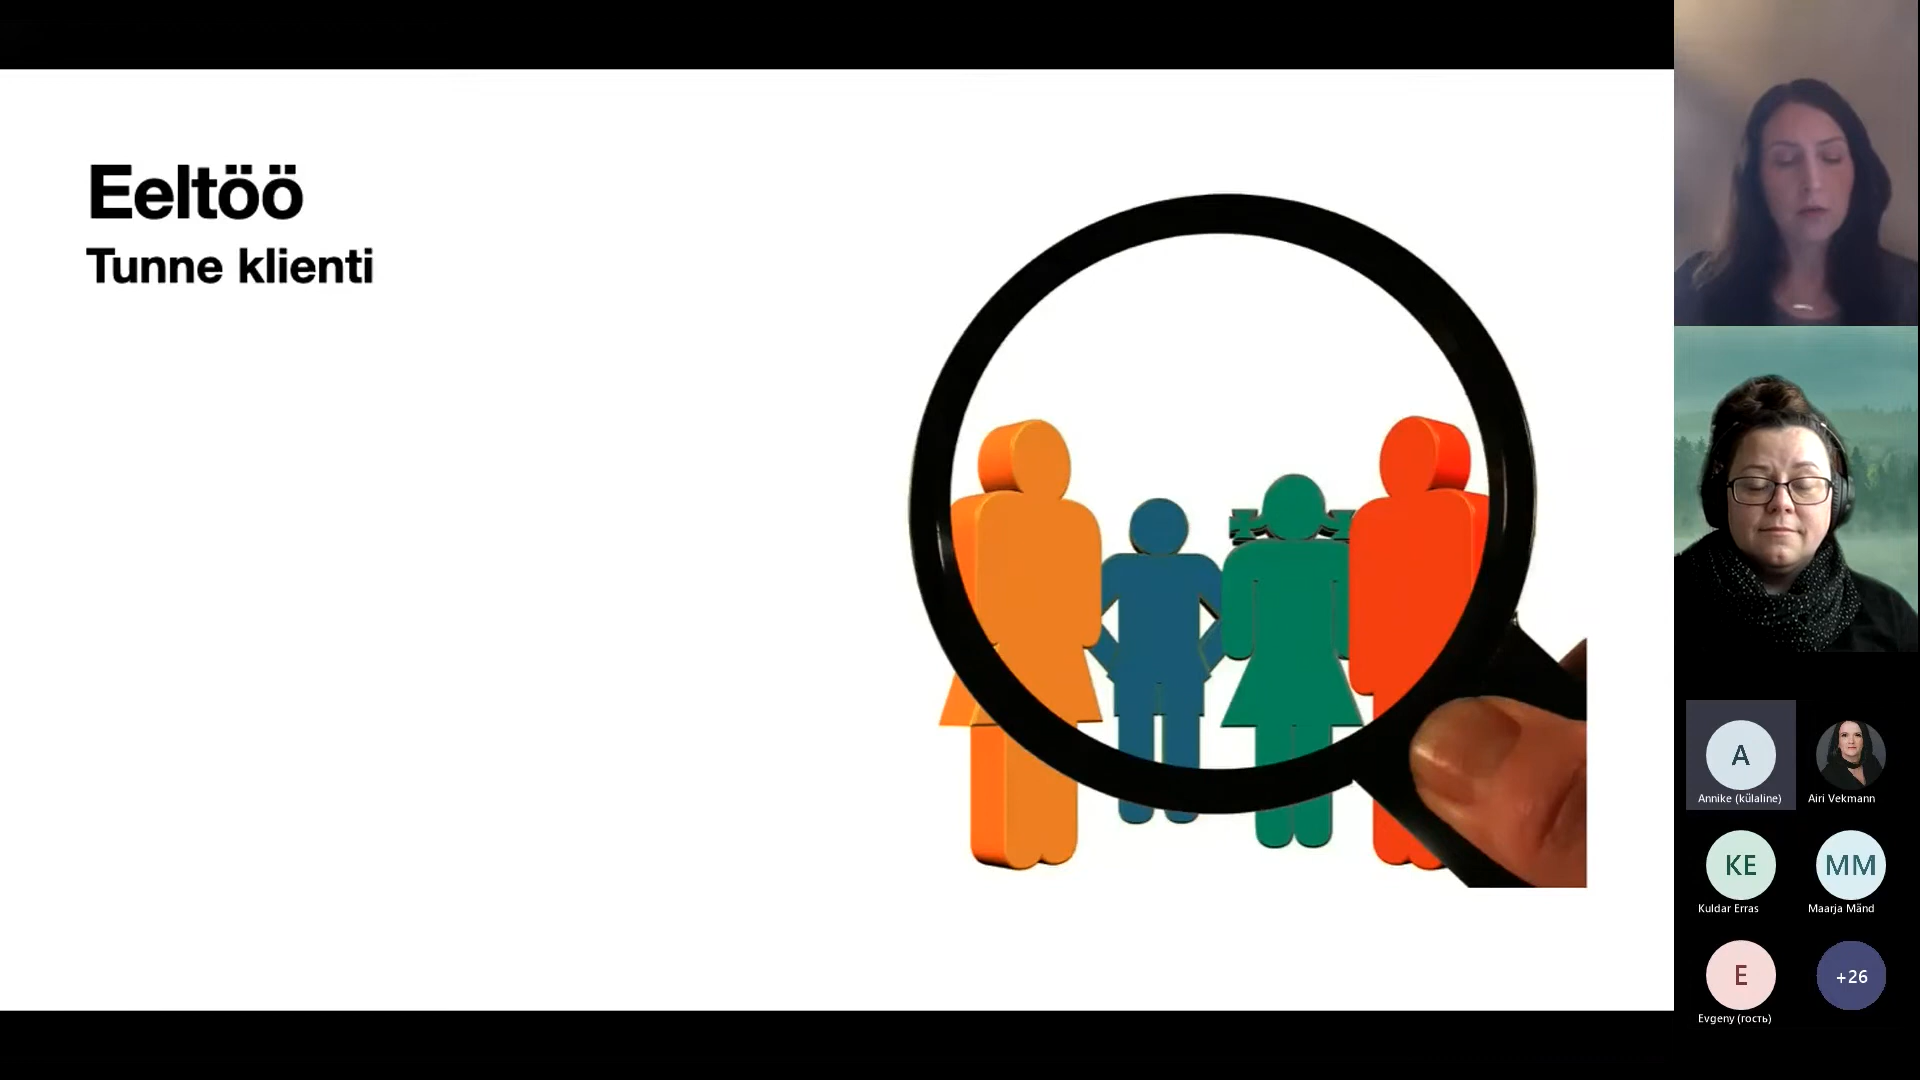 Eeltöö
Tunne klienti
A
Annike (külaline)
Airi Vekmann
KE
Kuldar Erras
MM
Maarja Mänd
E
Evgeny (гость)
+26